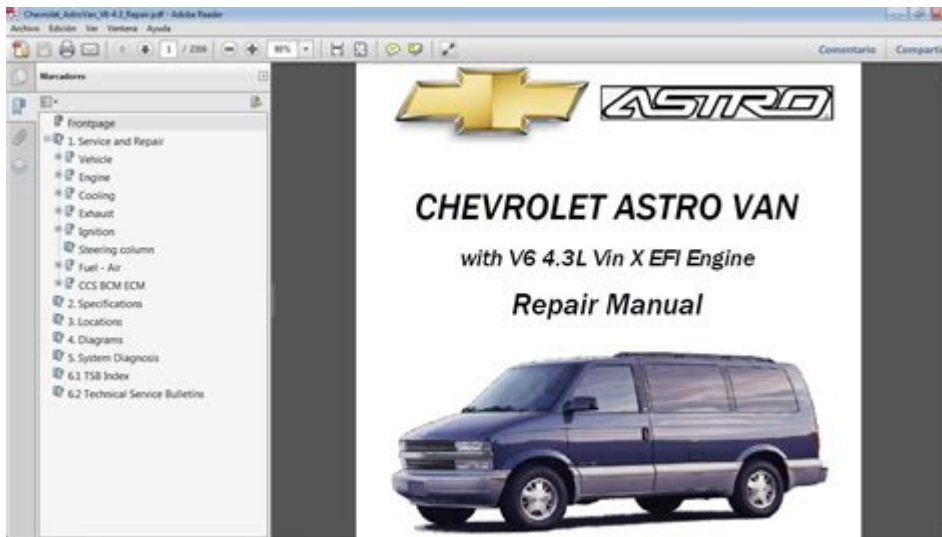 Chevrolet_AstroVan_V6-4.3_Repair.pdf - Adobe Reader
Archivo Edición Ver Ventana Ayuda
1 / 2306 80% Comentario Comparti
Marcadores
Frontpage
1. Service and Repair
Vehicle
Engine
Cooling
Exhaust
Ignition
Steering column
Fuel - Air
CCS BCM ECM
2. Specifications
3. Locations
4. Diagrams
5. System Diagnosis
6.1 TSB Index
6.2 Technical Service Bulletins
ASTRO
CHEVROLET ASTRO VAN
with V6 4.3L Vin X EFI Engine
Repair Manual